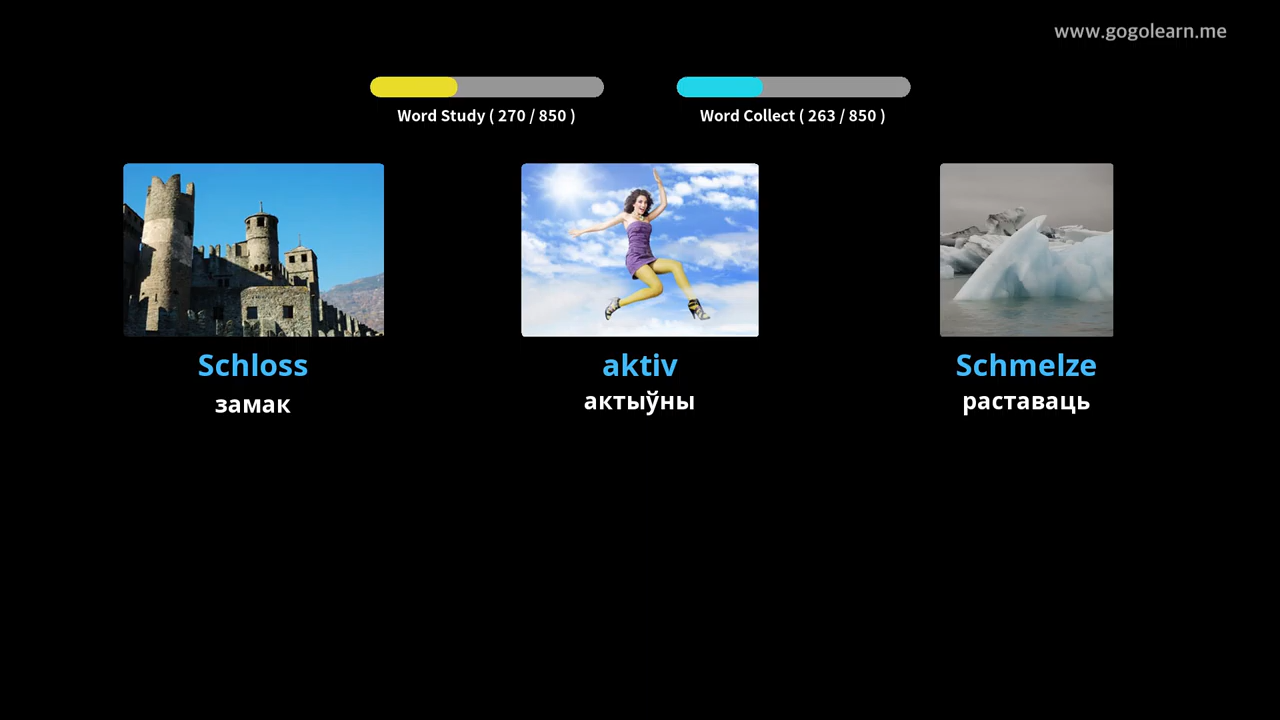 www.gogolearn.me
Word Study ( 270 / 850 )
Word Collect ( 263 / 850 )
Schloss
замак
aktiv
актыўны
Schmelze
раставаць